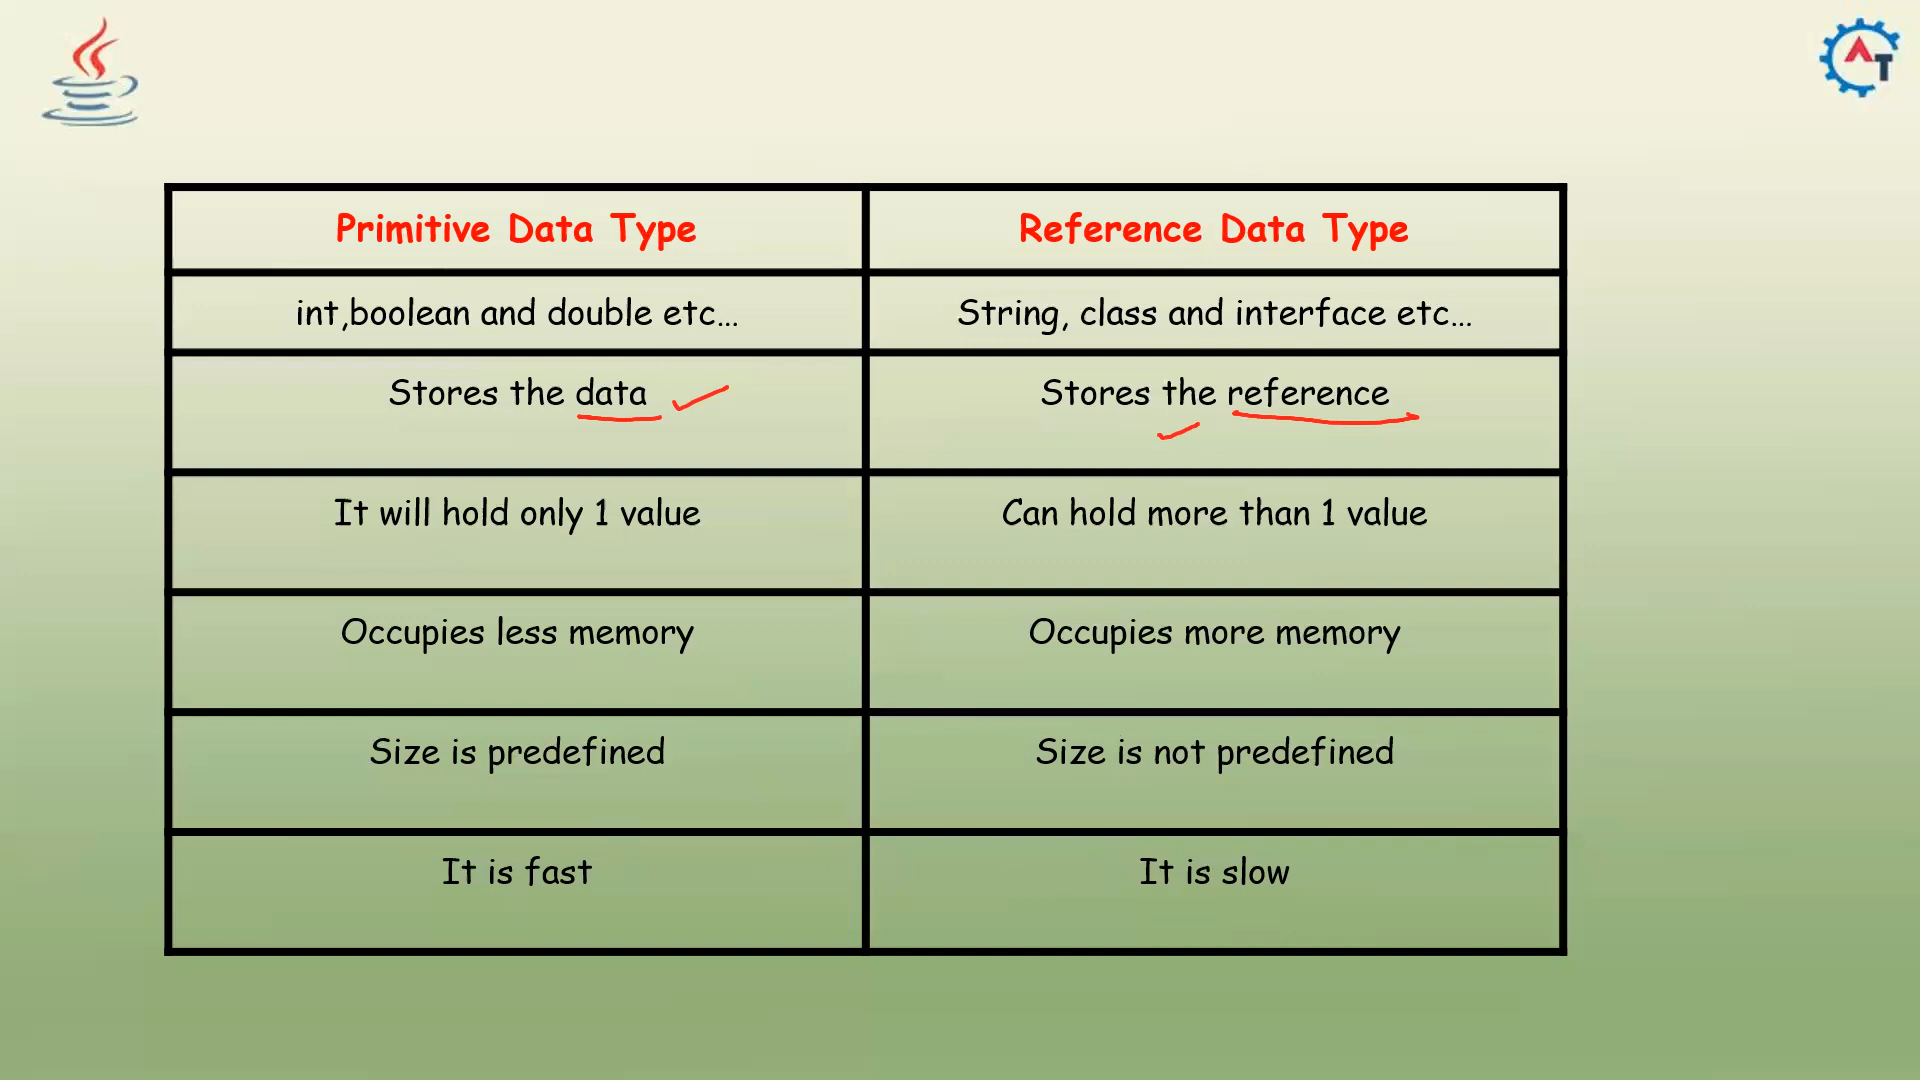 AT
Primitive Data Type
Reference Data Type
int,boolean and double etc...
String, class and interface etc...
Stores the data
Stores the reference
It will hold only 1 value
Can hold more than 1 value
Occupies less memory
Occupies more memory
Size is predefined
Size is not predefined
It is fast
It is slow